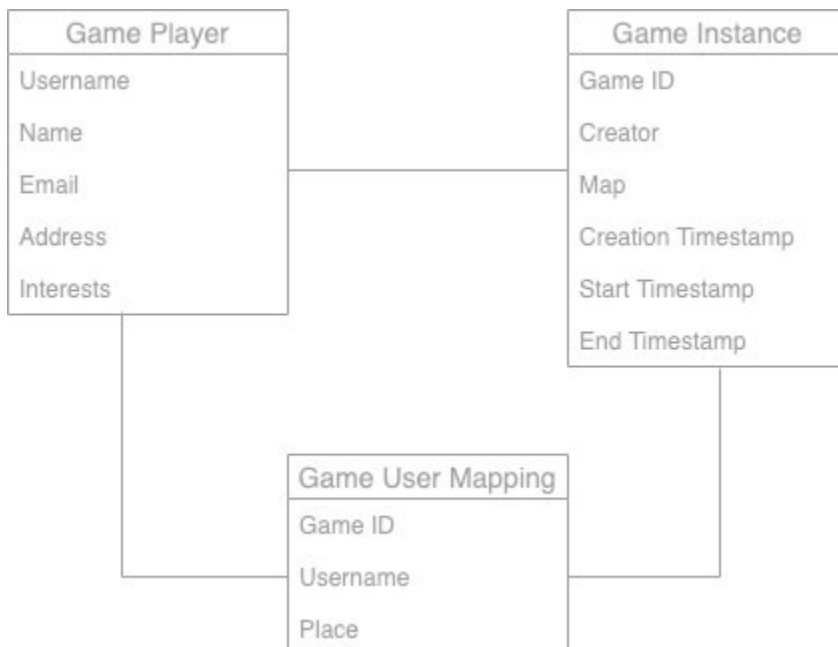 Game Player
Username
Name
Email
Address
Interests
Game Instance
Game ID
Creator
Map
Creation Timestamp
Start Timestamp
End Timestamp
Game User Mapping
Game ID
Username
Place